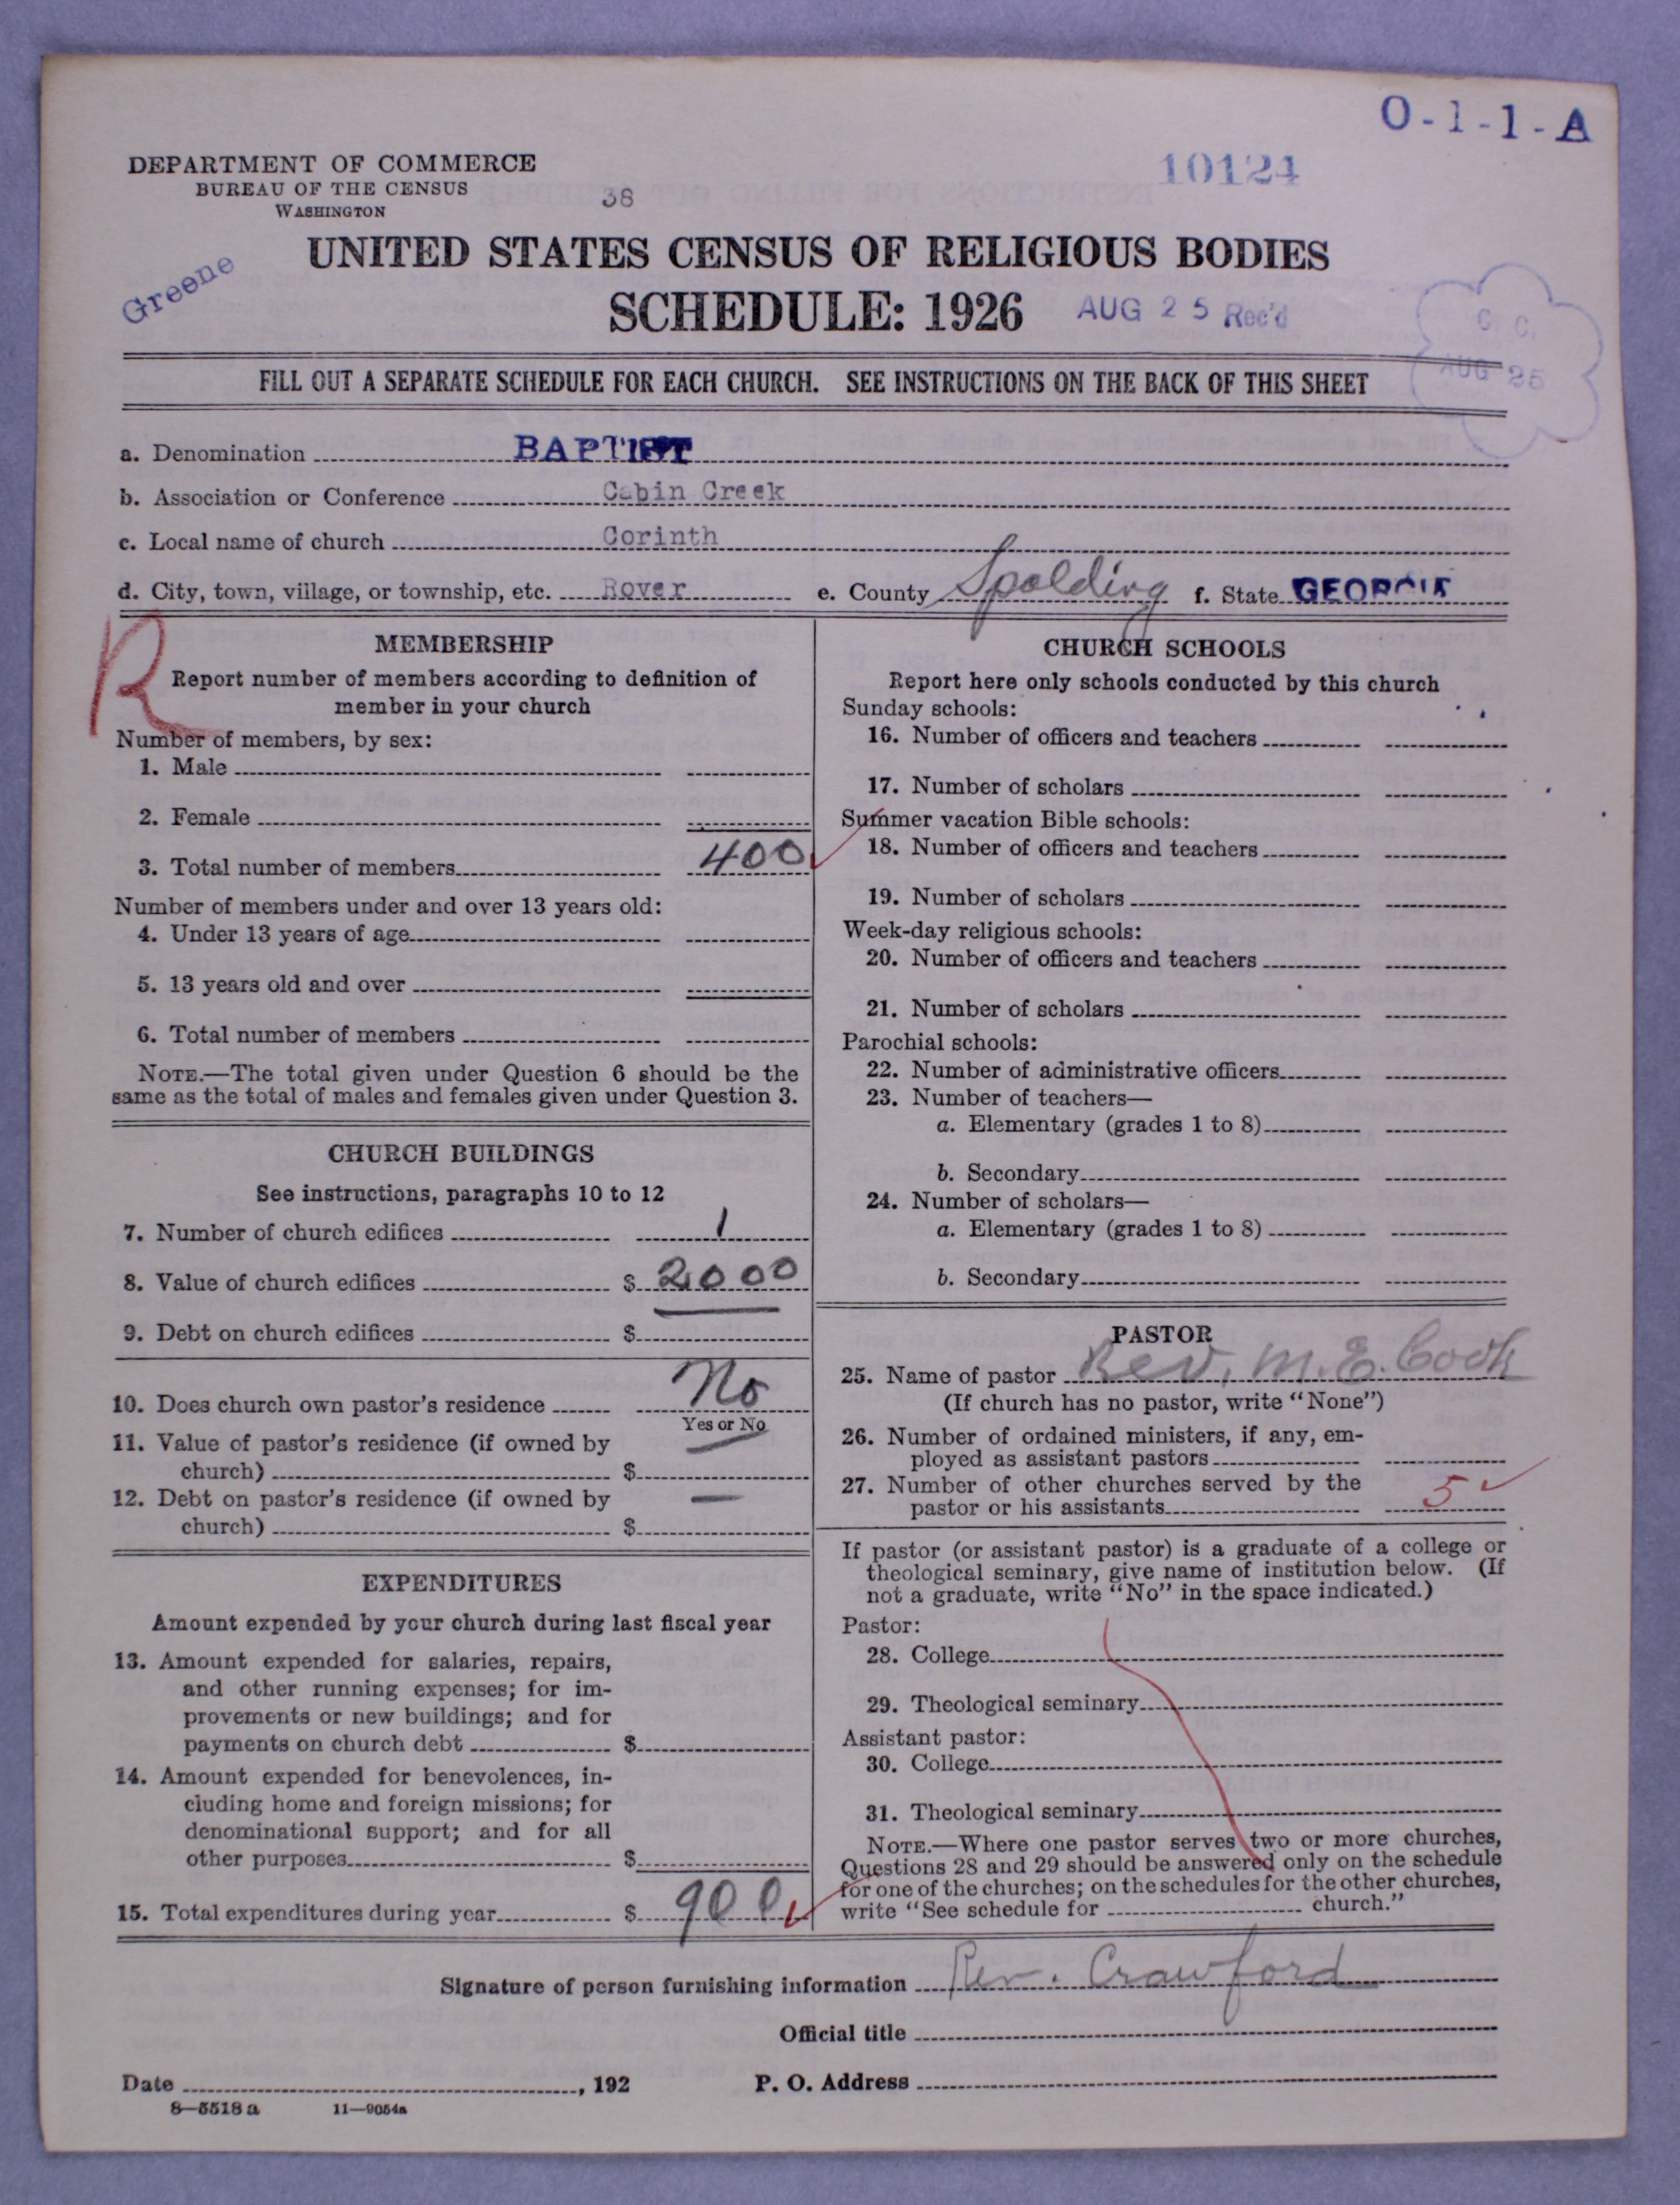 O-1-1-A
DEPARTMENT OF COMMERCE
BUREAU OF THE CENSUS
WASHINGTON
38
10124
UNITED STATES CENSUS OF RELIGIOUS BODIES
Greene
SCHEDULE: 1926
AUG 25 Rec'd
C. C.
AUG 25
FILL OUT A SEPARATE SCHEDULE FOR EACH CHURCH. SEE INSTRUCTIONS ON THE BACK OF THIS SHEET
a. Denomination BAPTIST
b. Association or Conference Cabin Creek
c. Local name of church Corinth
d. City, town, village, or township, etc. Rover e. County Spalding f. State GEORGIA
R
MEMBERSHIP
Report number of members according to definition of
member in your church
Number of members, by sex:
1. Male
2. Female
3. Total number of members 400
Number of members under and over 13 years old:
4. Under 13 years of age
5. 13 years old and over
6. Total number of members
NOTE.—The total given under Question 6 should be the
same as the total of males and females given under Question 3.
CHURCH BUILDINGS
See instructions, paragraphs 10 to 12
7. Number of church edifices 1
8. Value of church edifices $ 2000
9. Debt on church edifices $
10. Does church own pastor's residence No
Yes or No
11. Value of pastor's residence (if owned by
church) $ —
12. Debt on pastor's residence (if owned by
church) $ —
EXPENDITURES
Amount expended by your church during last fiscal year
13. Amount expended for salaries, repairs,
and other running expenses; for im-
provements or new buildings; and for
payments on church debt $
14. Amount expended for benevolences, in-
cluding home and foreign missions; for
denominational support; and for all
other purposes $
15. Total expenditures during year $ 900
CHURCH SCHOOLS
Report here only schools conducted by this church
Sunday schools:
16. Number of officers and teachers
17. Number of scholars
Summer vacation Bible schools:
18. Number of officers and teachers
19. Number of scholars
Week-day religious schools:
20. Number of officers and teachers
21. Number of scholars
Parochial schools:
22. Number of administrative officers
23. Number of teachers—
a. Elementary (grades 1 to 8)
b. Secondary
24. Number of scholars—
a. Elementary (grades 1 to 8)
b. Secondary
PASTOR
25. Name of pastor Rev. M. E. Cook
(If church has no pastor, write "None")
26. Number of ordained ministers, if any, em-
ployed as assistant pastors
27. Number of other churches served by the
pastor or his assistants 5
If pastor (or assistant pastor) is a graduate of a college or
theological seminary, give name of institution below. (If
not a graduate, write "No" in the space indicated.)
Pastor:
28. College
29. Theological seminary
Assistant pastor:
30. College
31. Theological seminary
NOTE.—Where one pastor serves two or more churches,
Questions 28 and 29 should be answered only on the schedule
for one of the churches; on the schedules for the other churches,
write "See schedule for church."
Signature of person furnishing information Rev. Crawford
Official title
Date , 192 P. O. Address
8—5518 a 11—9054a